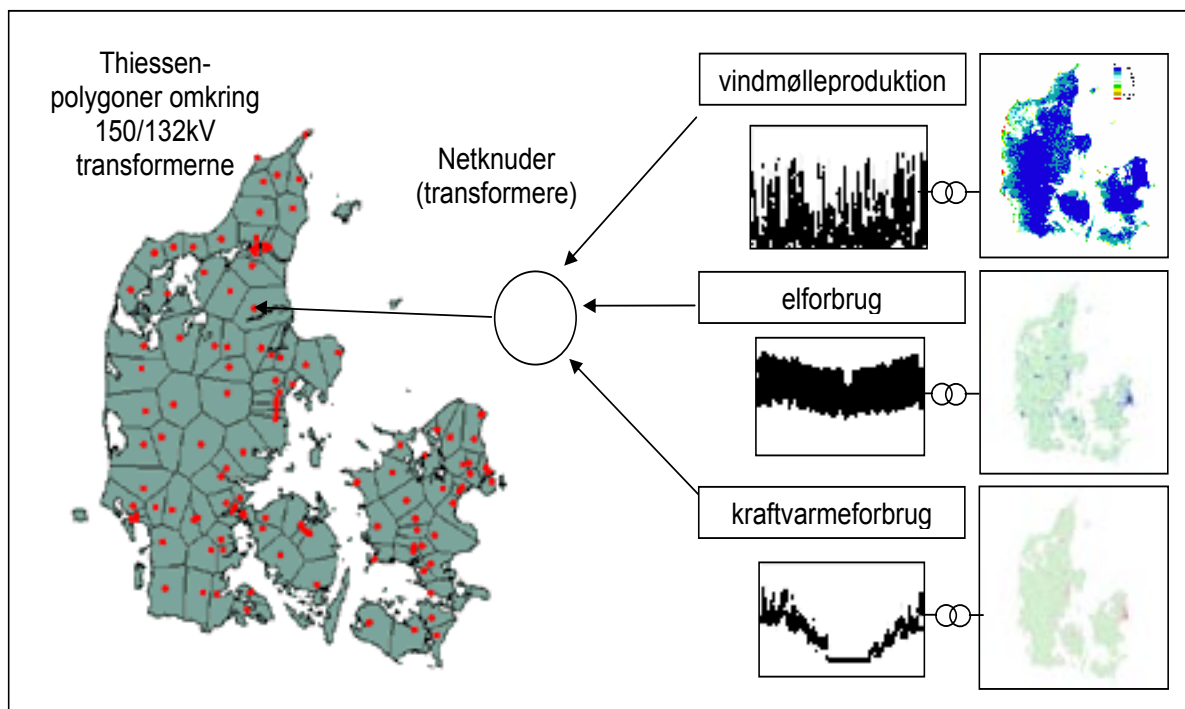 Thiessen-
polygoner omkring
150/132kV
transformerne
Netknuder
(transformere)
vindmølleproduktion
elforbrug
kraftvarmeforbrug